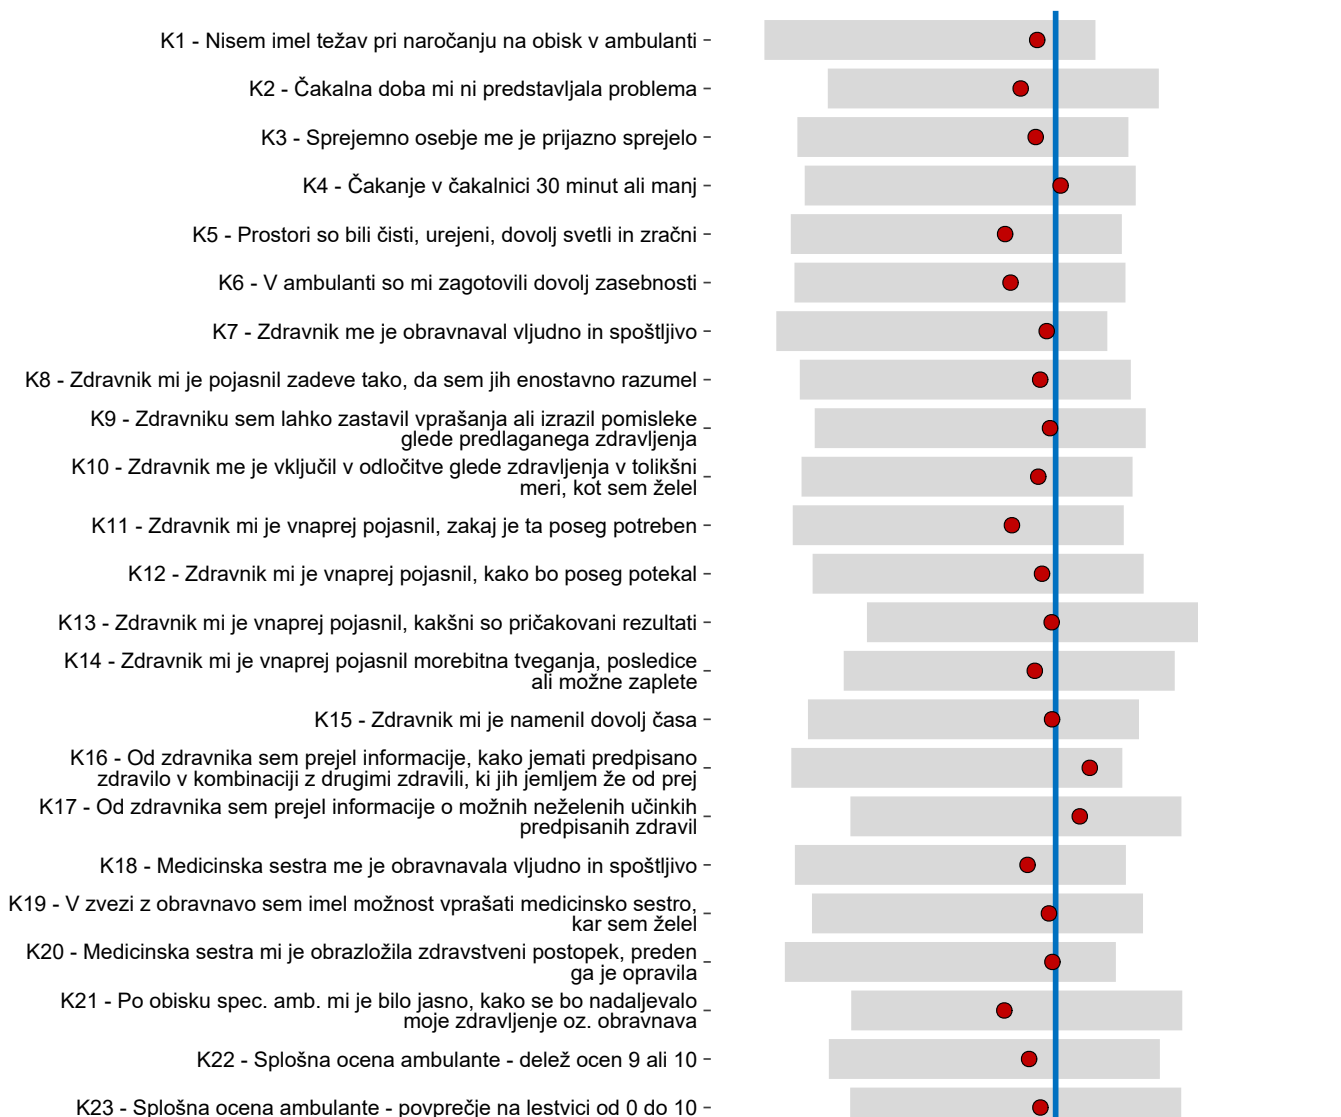 K1 - Nisem imel težav pri naročanju na obisk v ambulanti
K2 - Čakalna doba mi ni predstavljala problema
K3 - Sprejemno osebje me je prijazno sprejelo
K4 - Čakanje v čakalnici 30 minut ali manj
K5 - Prostori so bili čisti, urejeni, dovolj svetli in zračni
K6 - V ambulanti so mi zagotovili dovolj zasebnosti
K7 - Zdravnik me je obravnaval vljudno in spoštljivo
K8 - Zdravnik mi je pojasnil zadeve tako, da sem jih enostavno razumel
K9 - Zdravniku sem lahko zastavil vprašanja ali izrazil pomisleke
glede predlaganega zdravljenja
K10 - Zdravnik me je vključil v odločitve glede zdravljenja v tolikšni
meri, kot sem želel
K11 - Zdravnik mi je vnaprej pojasnil, zakaj je ta poseg potreben
K12 - Zdravnik mi je vnaprej pojasnil, kako bo poseg potekal
K13 - Zdravnik mi je vnaprej pojasnil, kakšni so pričakovani rezultati
K14 - Zdravnik mi je vnaprej pojasnil morebitna tveganja, posledice
ali možne zaplete
K15 - Zdravnik mi je namenil dovolj časa
K16 - Od zdravnika sem prejel informacije, kako jemati predpisano
zdravilo v kombinaciji z drugimi zdravili, ki jih jemljem že od prej
K17 - Od zdravnika sem prejel informacije o možnih neželenih učinkih
predpisanih zdravil
K18 - Medicinska sestra me je obravnavala vljudno in spoštljivo
K19 - V zvezi z obravnavo sem imel možnost vprašati medicinsko sestro,
kar sem želel
K20 - Medicinska sestra mi je obrazložila zdravstveni postopek, preden
ga je opravila
K21 - Po obisku spec. amb. mi je bilo jasno, kako se bo nadaljevalo
moje zdravljenje oz. obravnava
K22 - Splošna ocena ambulante - delež ocen 9 ali 10
K23 - Splošna ocena ambulante - povprečje na lestvici od 0 do 10